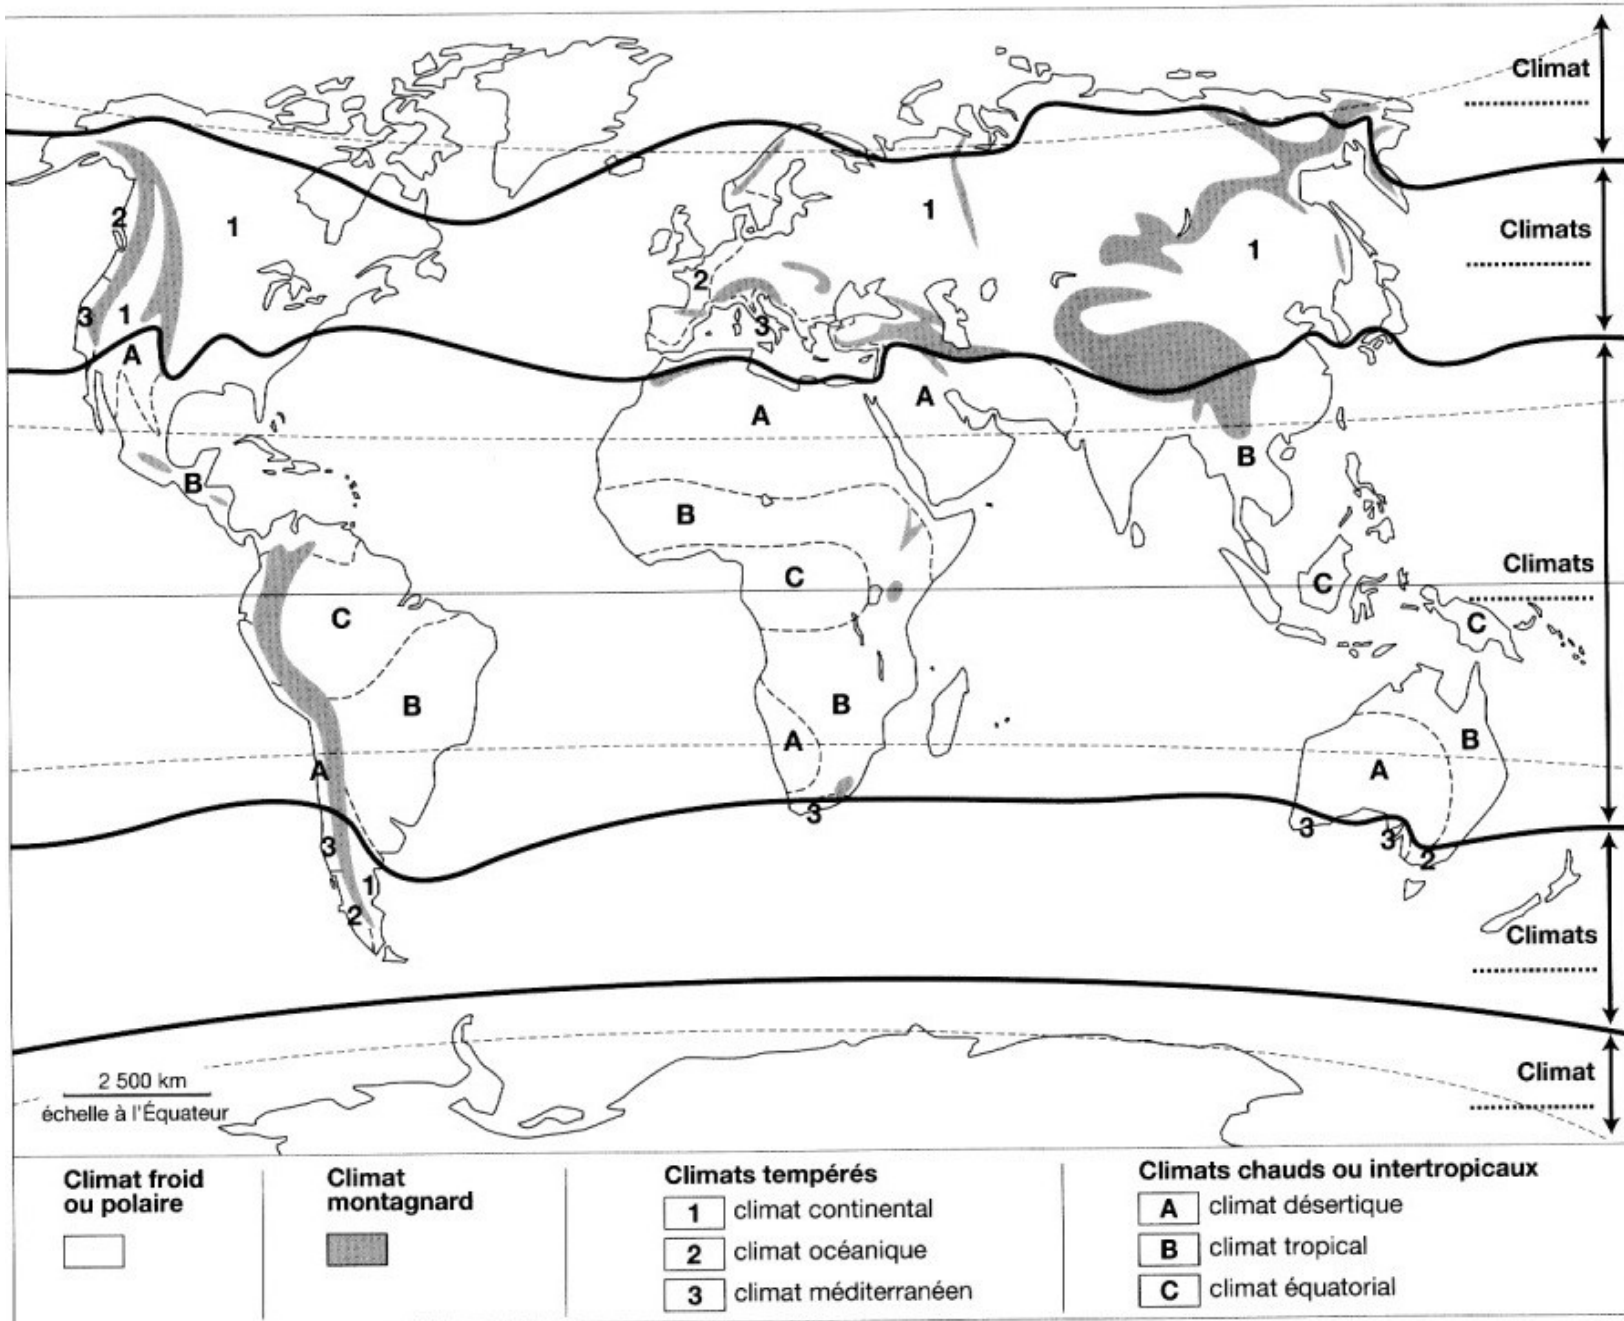 Climat
Climats
Climats
Climats
Climat
2
1
3
1
A
B
C
B
A
3
1
2
2
3
1
1
A
A
B
C
B
A
3
B
C
C
B
A
3
3
2
2 500 km
échelle à l'Équateur
Climat froid
ou polaire
Climat
montagnard
Climats tempérés
1 climat continental
2 climat océanique
3 climat méditerranéen
Climats chauds ou intertropicaux
A climat désertique
B climat tropical
C climat équatorial